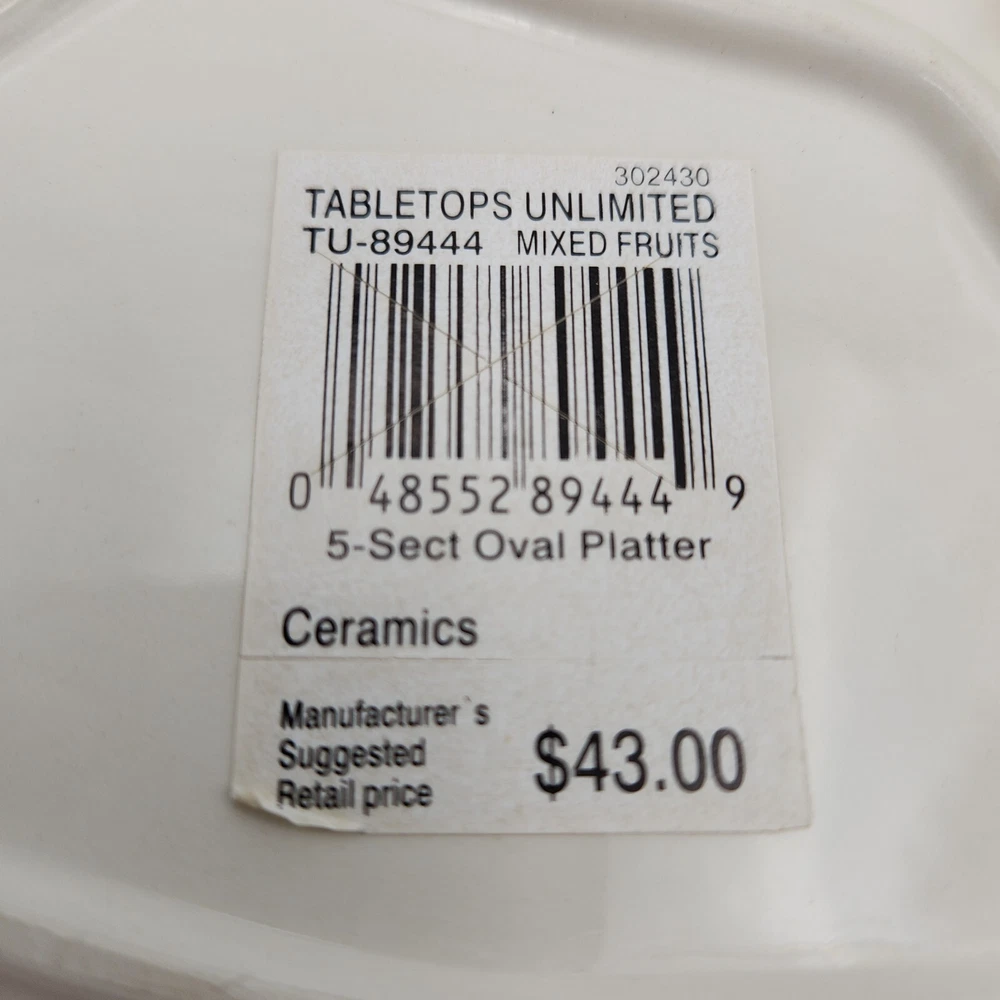 302430
TABLETOPS UNLIMITED
TU-89444 MIXED FRUITS
0 48552 89444 9
5-Sect Oval Platter
Ceramics
Manufacturer`s
Suggested
Retail price
$43.00